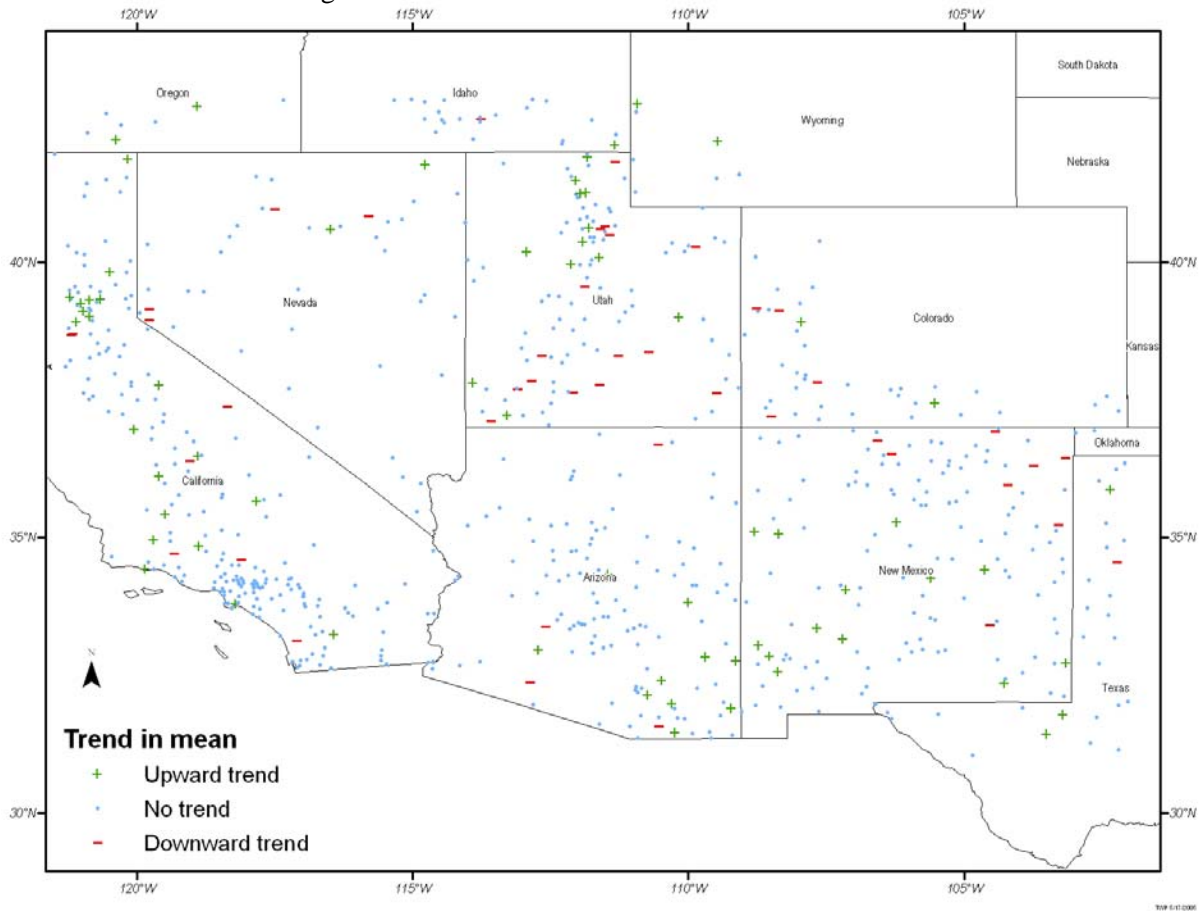 120°W 115°W 110°W 105°W
South Dakota
Oregon Idaho
Wyoming
Nebraska
40°N 40°N
Nevada Utah
Colorado
Kansas
Oklahoma
California
35°N 35°N
Arizona New Mexico
N
Texas
Trend in mean
+ Upward trend
No trend
- Downward trend
30°N 30°N
120°W 115°W 110°W 105°W